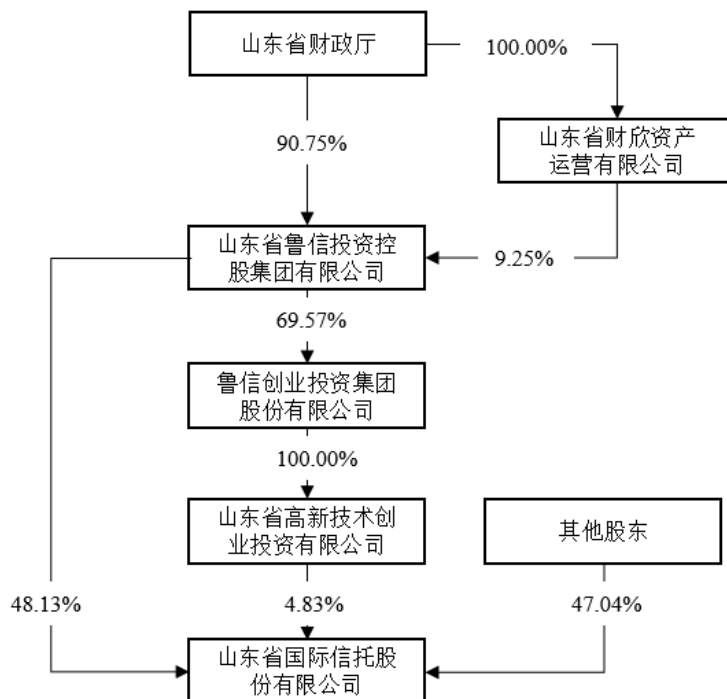 山东省财政厅
100.00%
90.75%
山东省财欣资产
运营有限公司
山东省鲁信投资控
股集团有限公司
9.25%
69.57%
鲁信创业投资集团
股份有限公司
100.00%
山东省高新技术创
业投资有限公司
其他股东
48.13%
4.83%
47.04%
山东省国际信托股
份有限公司